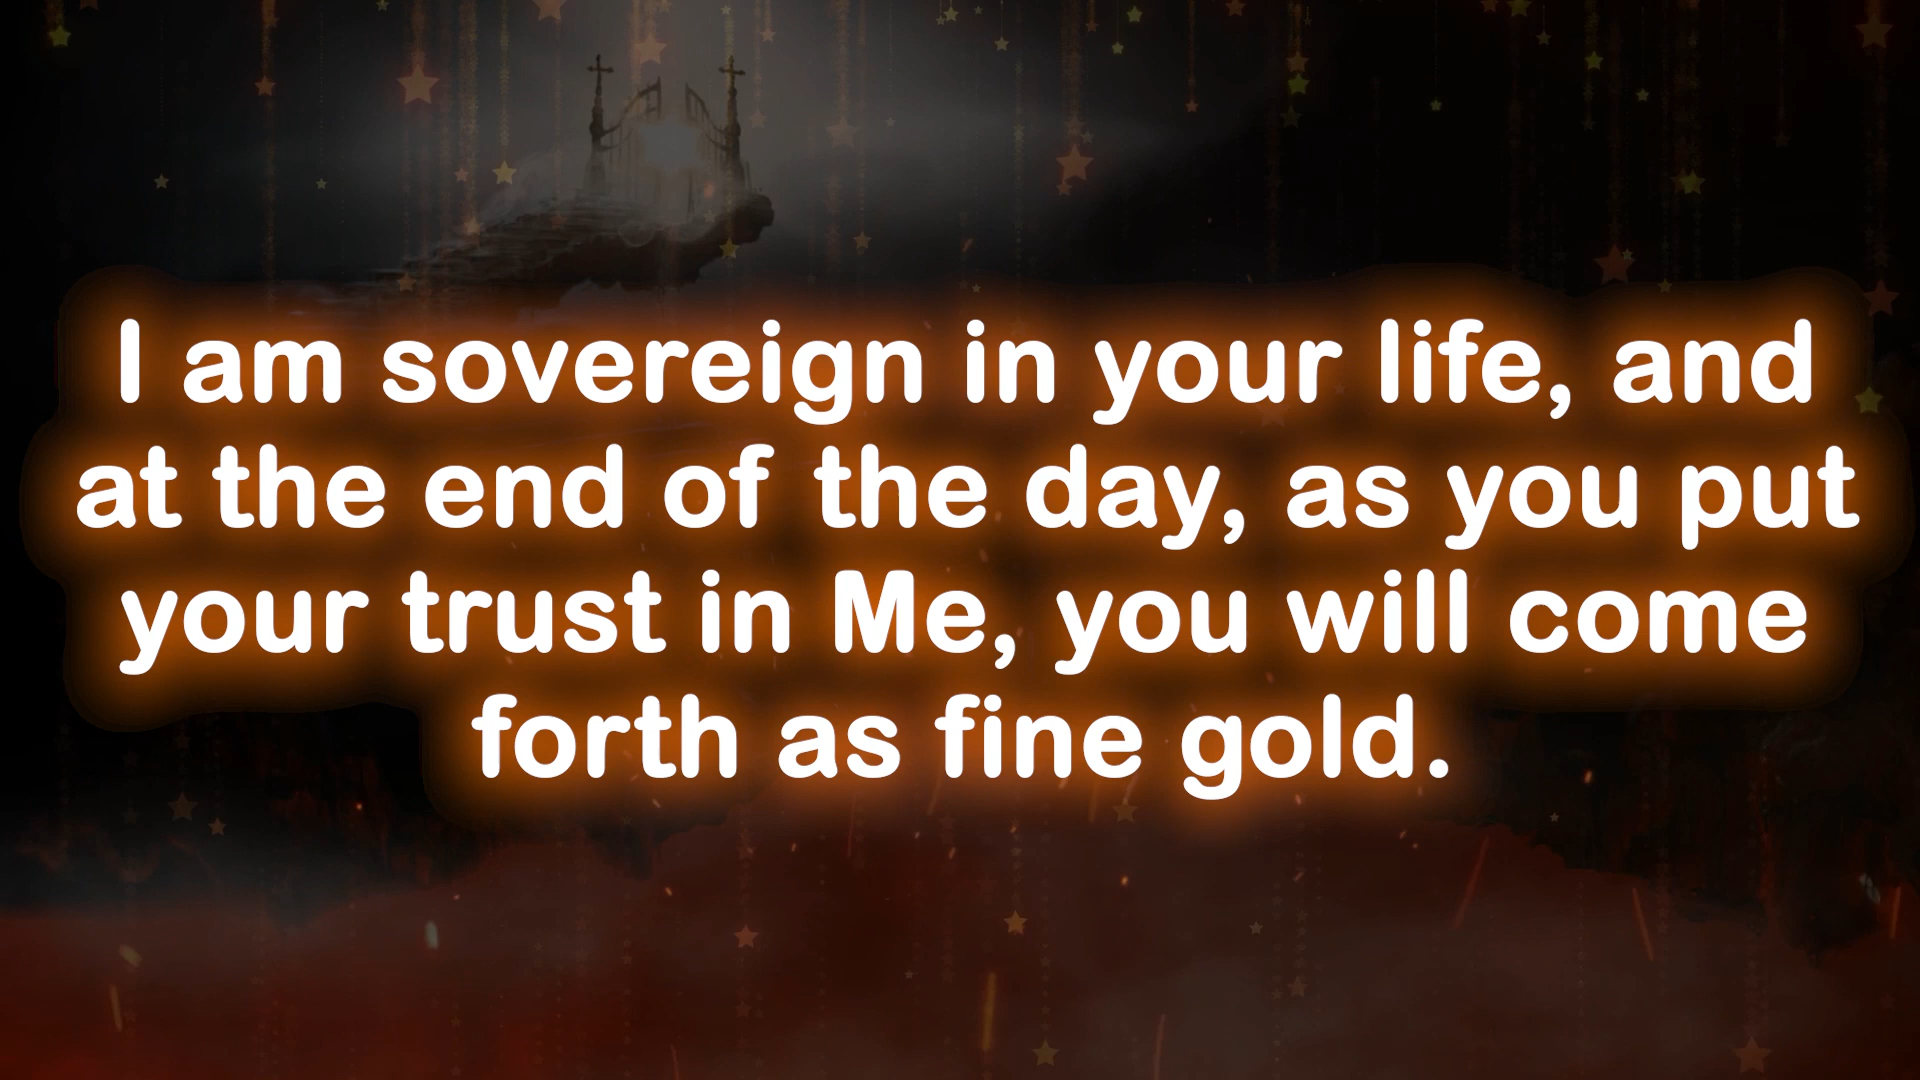 I am sovereign in your life, and
at the end of the day, as you put
your trust in Me, you will come
forth as fine gold.